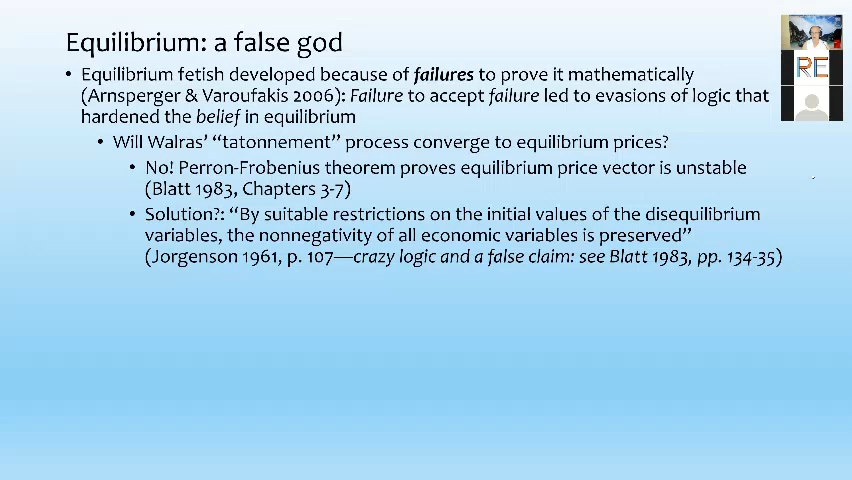 Equilibrium: a false god
• Equilibrium fetish developed because of failures to prove it mathematically
(Arnsperger & Varoufakis 2006): Failure to accept failure led to evasions of logic that
hardened the belief in equilibrium
• Will Walras’ “tatonnement” process converge to equilibrium prices?
• No! Perron-Frobenius theorem proves equilibrium price vector is unstable
(Blatt 1983, Chapters 3-7)
• Solution?: “By suitable restrictions on the initial values of the disequilibrium
variables, the nonnegativity of all economic variables is preserved”
(Jorgenson 1961, p. 107—crazy logic and a false claim: see Blatt 1983, pp. 134-35)
RE